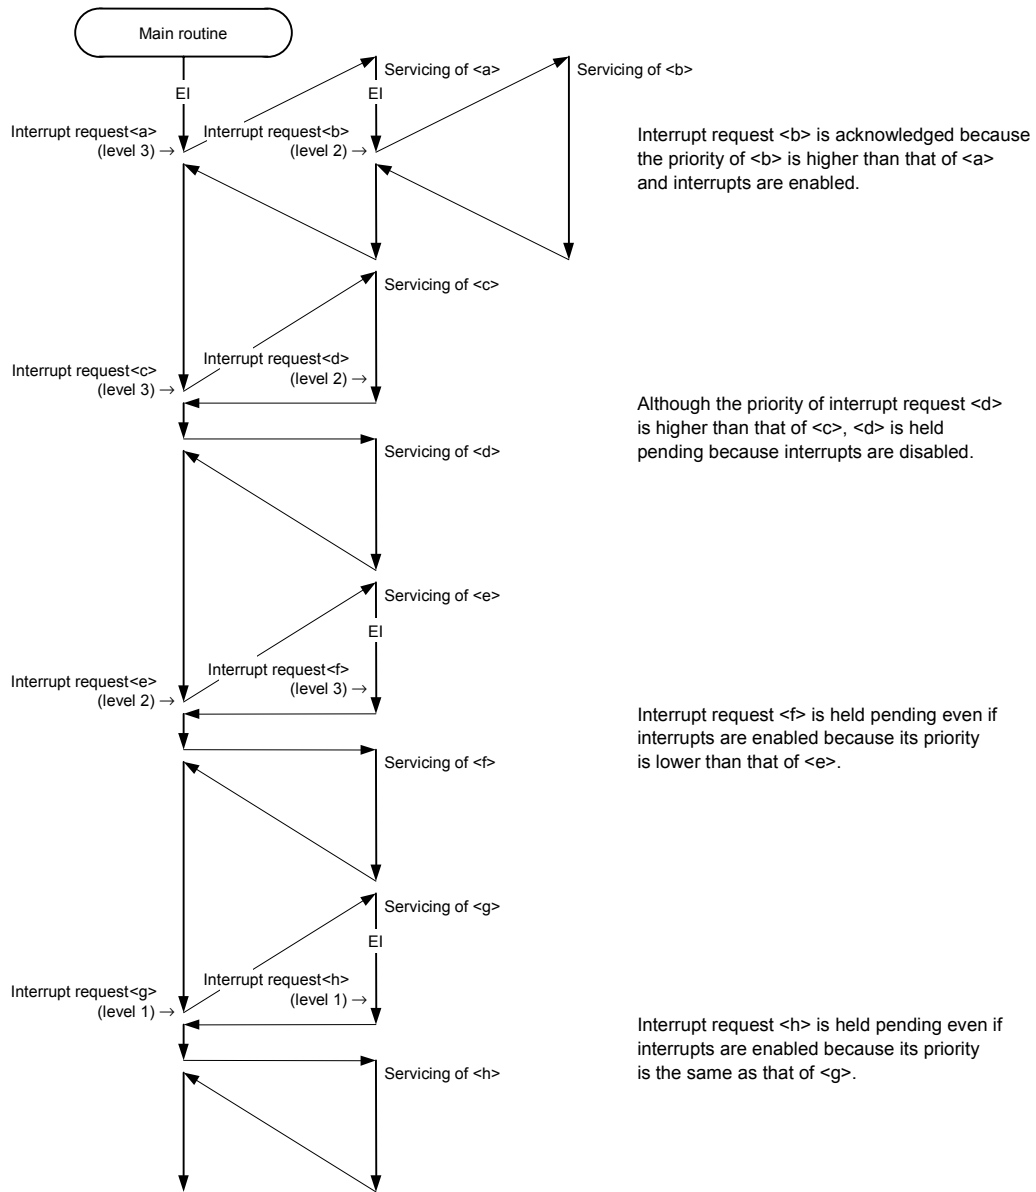 Main routine
Servicing of <a>
Servicing of <b>
EI
EI
Interrupt request<a>
(level 3) →
Interrupt request<b>
(level 2) →
Interrupt request <b> is acknowledged because
the priority of <b> is higher than that of <a>
and interrupts are enabled.
Servicing of <c>
Interrupt request<c>
(level 3) →
Interrupt request<d>
(level 2) →
Although the priority of interrupt request <d>
is higher than that of <c>, <d> is held
pending because interrupts are disabled.
Servicing of <d>
Servicing of <e>
EI
Interrupt request<e>
(level 2) →
Interrupt request<f>
(level 3) →
Interrupt request <f> is held pending even if
interrupts are enabled because its priority
is lower than that of <e>.
Servicing of <f>
Servicing of <g>
EI
Interrupt request<g>
(level 1) →
Interrupt request<h>
(level 1) →
Interrupt request <h> is held pending even if
interrupts are enabled because its priority
is the same as that of <g>.
Servicing of <h>